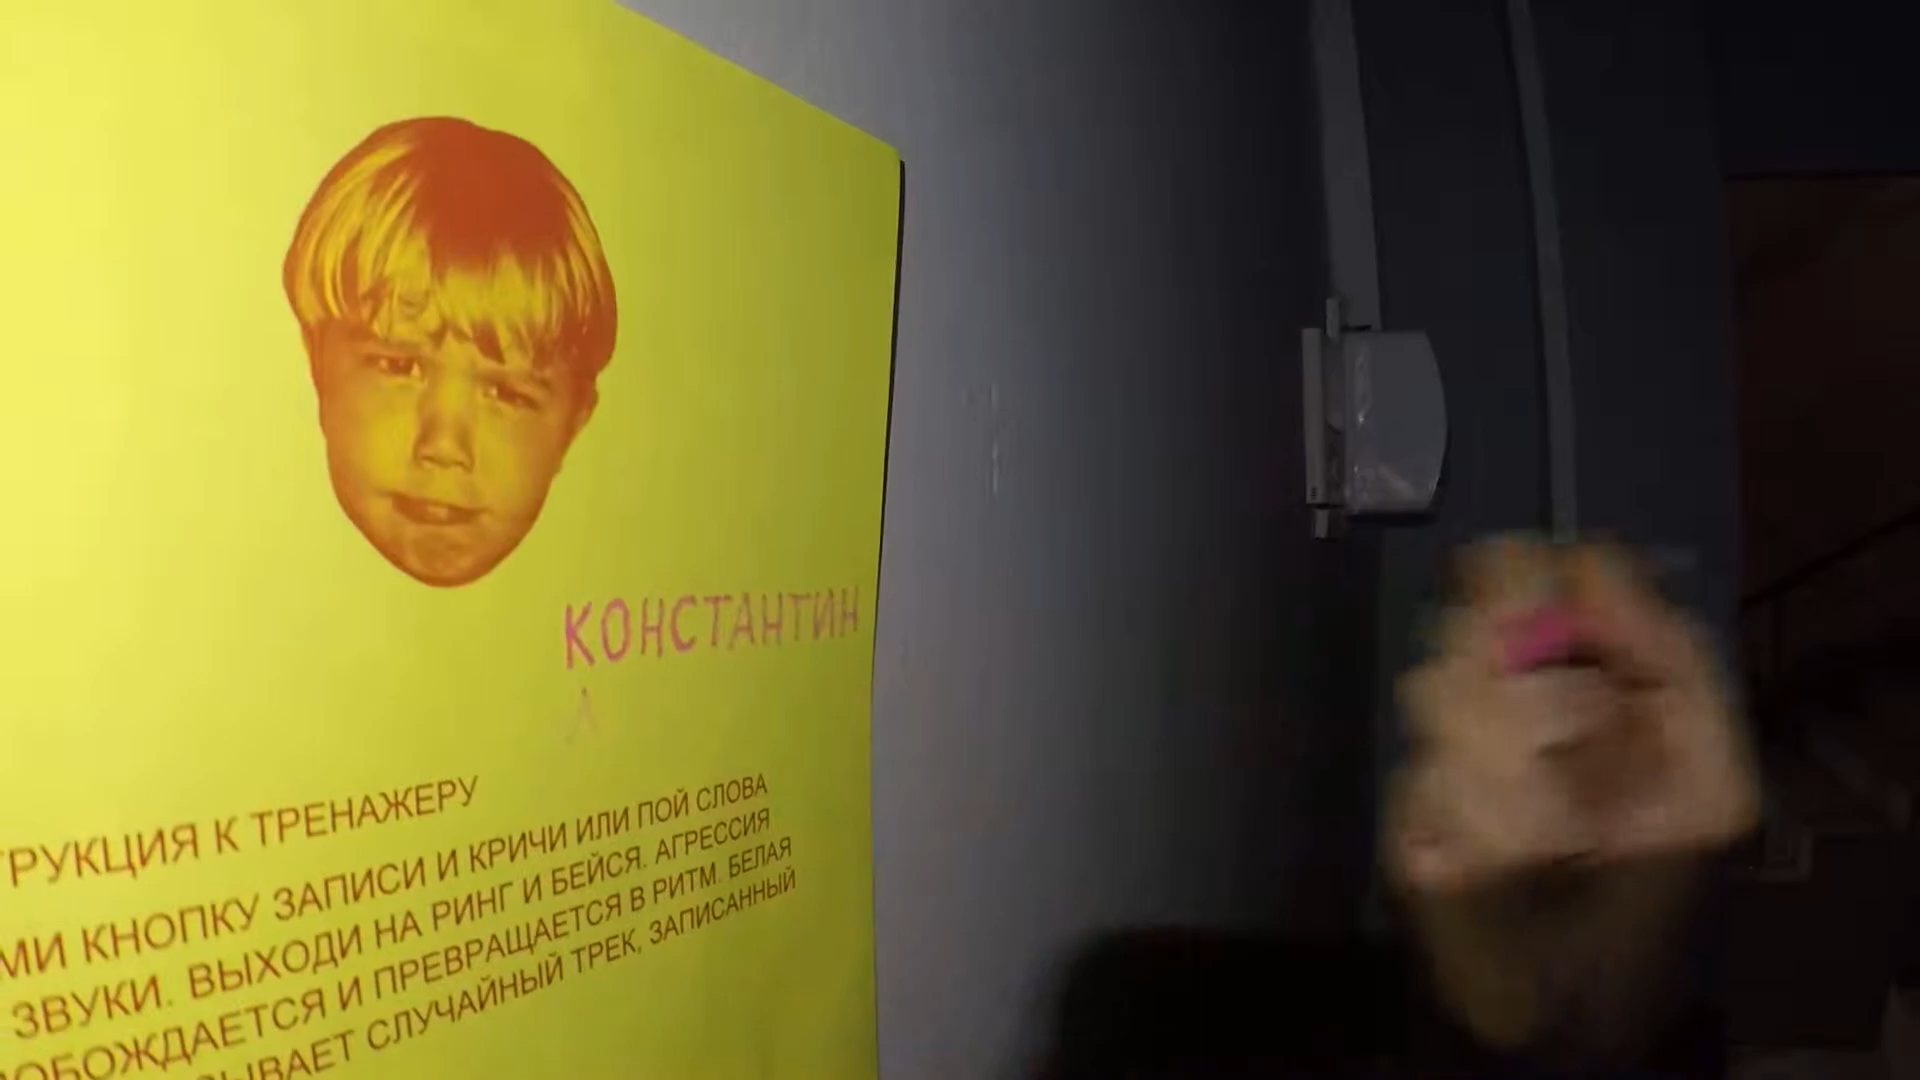 КОНСТАНТИН
Л
ТРУКЦИЯ К ТРЕНАЖЕРУ
МИ КНОПКУ ЗАПИСИ И КРИЧИ ИЛИ ПОЙ СЛОВА
ЗВУКИ. ВЫХОДИ НА РИНГ И БЕЙСЯ. АГРЕССИЯ
ОБОЖДАЕТСЯ И ПРЕВРАЩАЕТСЯ В РИТМ. БЕЛАЯ
ЫВАЕТ СЛУЧАЙНЫЙ ТРЕК, ЗАПИСАННЫЙ